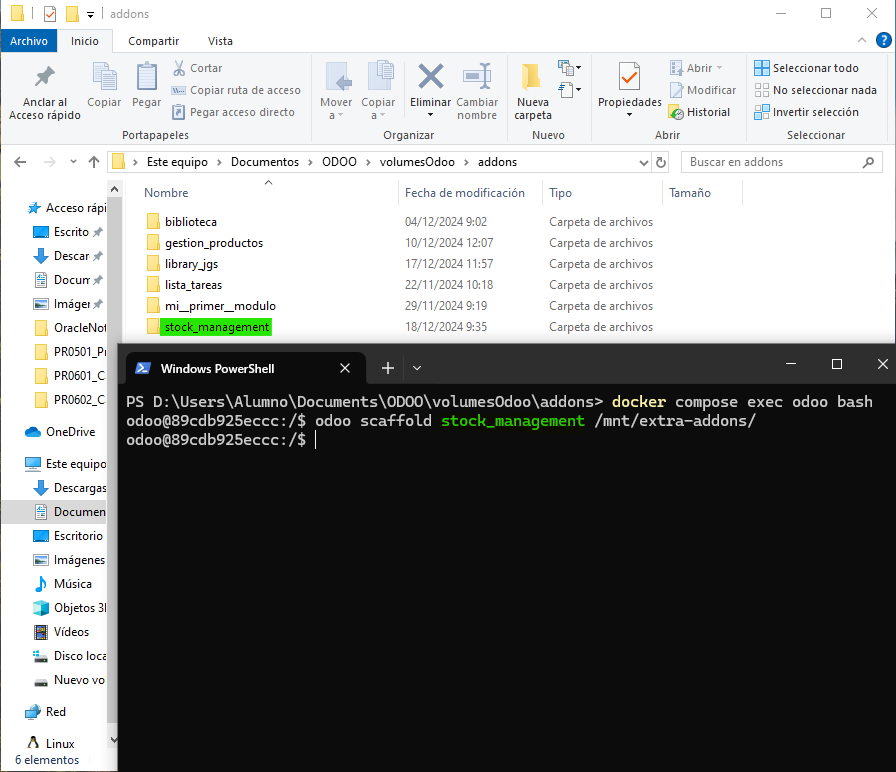 addons
Archivo Inicio Compartir Vista
Anclar al Acceso rápido
Copiar
Pegar
Cortar
Copiar ruta de acceso
Pegar acceso directo
Portapapeles
Mover a
Copiar a
Eliminar
Cambiar nombre
Organizar
Nueva carpeta
Nuevo
Propiedades
Abrir
Modificar
Historial
Abrir
Seleccionar todo
No seleccionar nada
Invertir selección
Seleccionar
Este equipo > Documentos > ODOO > volumesOdoo > addons
Buscar en addons
Nombre Fecha de modificación Tipo Tamaño
biblioteca 04/12/2024 9:02 Carpeta de archivos
gestion_productos 10/12/2024 12:07 Carpeta de archivos
library_jgs 17/12/2024 11:57 Carpeta de archivos
lista_tareas 22/11/2024 10:18 Carpeta de archivos
mi__primer__modulo 29/11/2024 9:19 Carpeta de archivos
stock_management 18/12/2024 9:35 Carpeta de archivos
Acceso rápi
Escrito
Descar
Docum
Imáger
OracleNot
PR0501_Pr
PR0601_C
PR0602_C
OneDrive
Este equipo
Descargas
Documen
Escritorio
Imágenes
Música
Objetos 3I
Vídeos
Disco loca
Nuevo vo
Red
Linux
6 elementos
Windows PowerShell
PS D:\Users\Alumno\Documents\ODOO\volumesOdoo\addons> docker compose exec odoo bash
odoo@89cdb925eccc:/$ odoo scaffold stock_management /mnt/extra-addons/
odoo@89cdb925eccc:/$